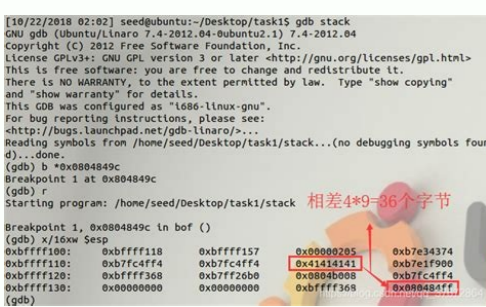 [10/22/2018 02:02] seed@ubuntu:~/Desktop/task1$ gdb stack
GNU gdb (Ubuntu/Linaro 7.4-2012.04-0ubuntu2.1) 7.4-2012.04
Copyright (C) 2012 Free Software Foundation, Inc.
License GPLv3+: GNU GPL version 3 or later <http://gnu.org/licenses/gpl.html>
This is free software: you are free to change and redistribute it.
There is NO WARRANTY, to the extent permitted by law.  Type "show copying"
and "show warranty" for details.
This GDB was configured as "i686-linux-gnu".
For bug reporting instructions, please see:
<http://bugs.launchpad.net/gdb-linaro/>...
Reading symbols from /home/seed/Desktop/task1/stack...(no debugging symbols foun
d)...done.
(gdb) b *0x0804849c
Breakpoint 1 at 0x804849c
(gdb) r
Starting program: /home/seed/Desktop/task1/stack 相差4*9=36个字节
Breakpoint 1, 0x0804849c in bof ()
(gdb) x/16xw $esp
0xbffff100: 0xbffff118 0xbffff157 0x00000205 0xb7e34374
0xbffff110: 0xb7fc4ff4 0xb7fc4ff4 0x41414141 0xb7e1f900
0xbffff120: 0xbffff368 0xb7ff26b0 0x0804b008 0xb7fc4ff4
0xbffff130: 0x00000000 0x00000000 0xbffff368 0x080484ff
(gdb)